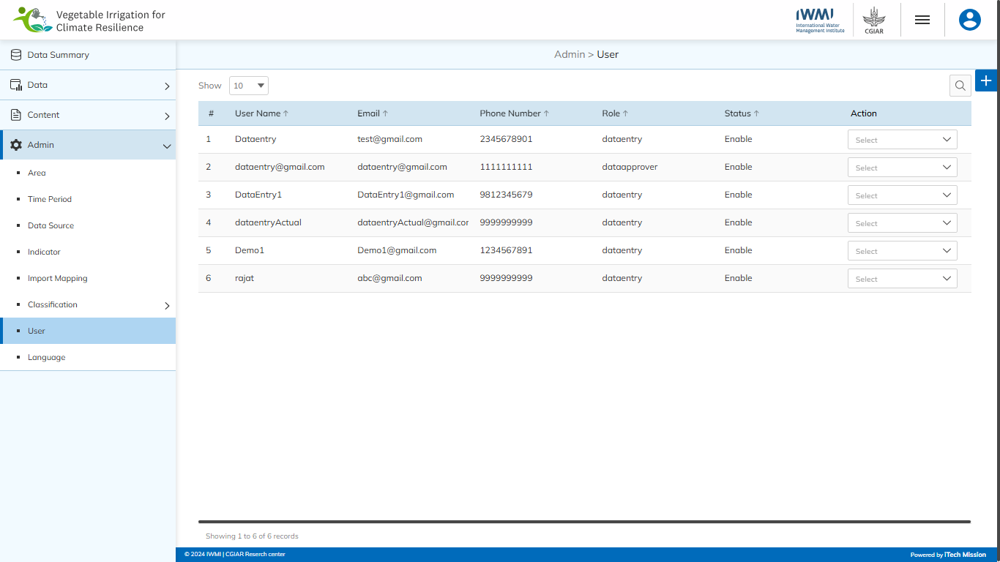 Vegetable Irrigation for
Climate Resilience
IWMI
International Water
Management Institute
CGIAR
Data Summary
Data
Content
Admin
Area
Time Period
Data Source
Indicator
Import Mapping
Classification
User
Language
Admin > User
Show 10
# User Name ↑ Email ↑ Phone Number ↑ Role ↑ Status ↑ Action
1 Dataentry test@gmail.com 2345678901 dataentry Enable Select
2 dataentry@gmail.com dataentry@gmail.com 1111111111 dataapprover Enable Select
3 DataEntry1 DataEntry1@gmail.com 9812345679 dataentry Enable Select
4 dataentryActual dataentryActual@gmail.cor 9999999999 dataentry Enable Select
5 Demo1 Demo1@gmail.com 1234567891 dataentry Enable Select
6 rajat abc@gmail.com 9999999999 dataentry Enable Select
Showing 1 to 6 of 6 records
© 2024 IWMI | CGIAR Reserch center
Powered by iTech Mission